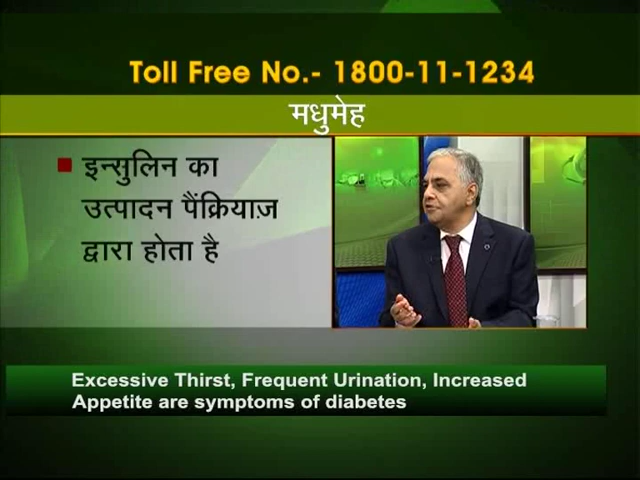 Toll Free No.- 1800-11-1234
मधुमेह
इन्सुलिन का
उत्पादन पैंक्रियाज़
द्वारा होता है
Excessive Thirst, Frequent Urination, Increased
Appetite are symptoms of diabetes